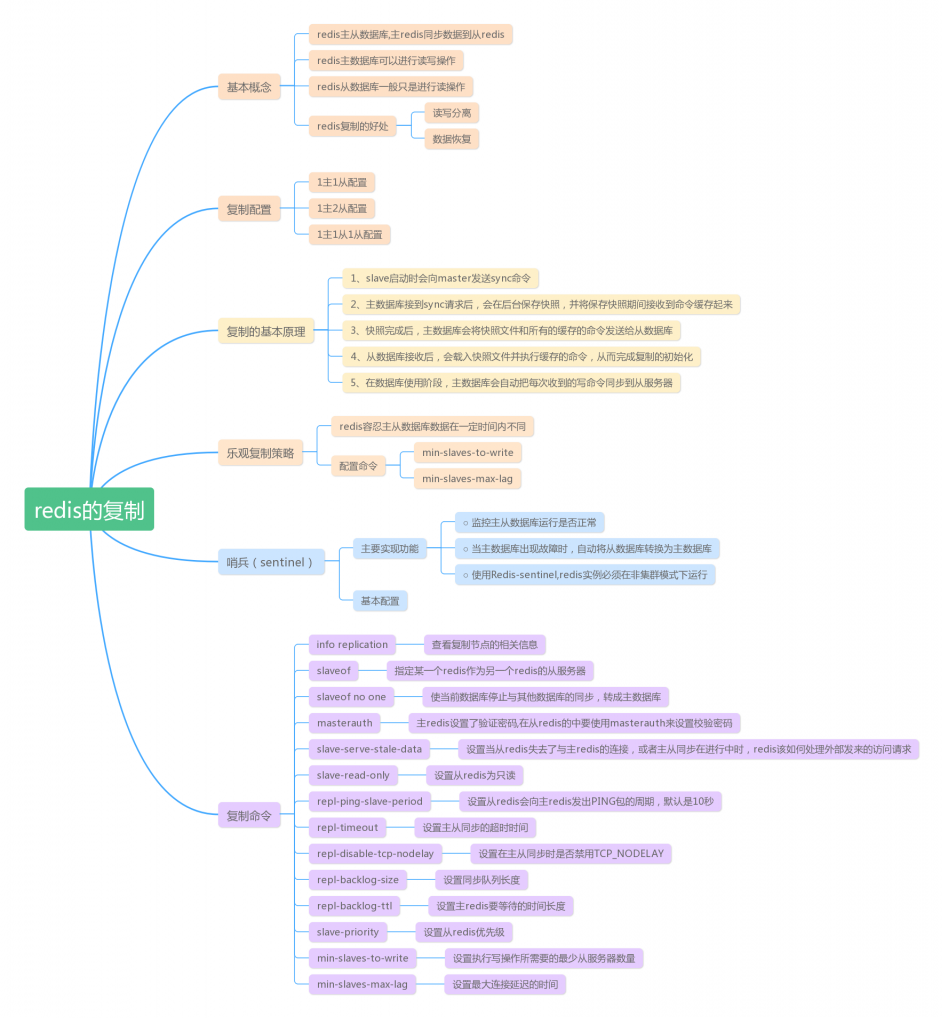 redis的复制
基本概念
redis主从数据库,主redis同步数据到从redis
redis主数据库可以进行读写操作
redis从数据库一般只是进行读操作
redis复制的好处
读写分离
数据恢复
复制配置
1主1从配置
1主2从配置
1主1从1从配置
复制的基本原理
1、slave启动时会向master发送sync命令
2、主数据库接到sync请求后，会在后台保存快照，并将保存快照期间接收到命令缓存起来
3、快照完成后，主数据库会将快照文件和所有的缓存的命令发送给从数据库
4、从数据库接收后，会载入快照文件并执行缓存的命令，从而完成复制的初始化
5、在数据库使用阶段，主数据库会自动把每次收到的写命令同步到从服务器
乐观复制策略
redis容忍主从数据库数据在一定时间内不同
配置命令
min-slaves-to-write
min-slaves-max-lag
哨兵（sentinel）
主要实现功能
○ 监控主从数据库运行是否正常
○ 当主数据库出现故障时，自动将从数据库转换为主数据库
○ 使用Redis-sentinel,redis实例必须在非集群模式下运行
基本配置
复制命令
info replication
查看复制节点的相关信息
slaveof
指定某一个redis作为另一个redis的从服务器
slaveof no one
使当前数据库停止与其他数据库的同步，转成主数据库
masterauth
主redis设置了验证密码,在从redis的中要使用masterauth来设置校验密码
slave-serve-stale-data
设置当从redis失去了与主redis的连接，或者主从同步在进行中时，redis该如何处理外部发来的访问请求
slave-read-only
设置从redis为只读
repl-ping-slave-period
设置从redis会向主redis发出PING包的周期，默认是10秒
repl-timeout
设置主从同步的超时时间
repl-disable-tcp-nodelay
设置在主从同步时是否禁用TCP_NODELAY
repl-backlog-size
设置同步队列长度
repl-backlog-ttl
设置主redis要等待的时间长度
slave-priority
设置从redis优先级
min-slaves-to-write
设置执行写操作所需要的最少从服务器数量
min-slaves-max-lag
设置最大连接延迟的时间